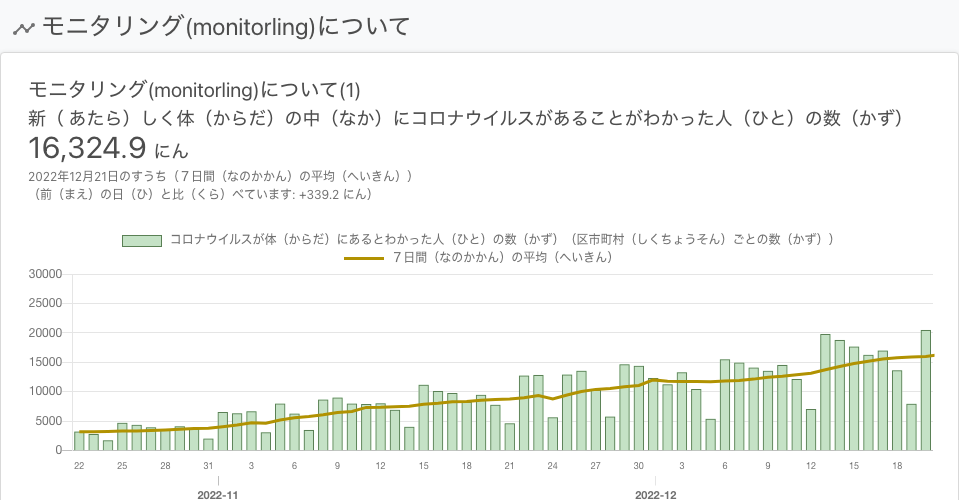 モニタリング(monitorling)について
モニタリング(monitorling)について(1)
新（ あたら）しく体（からだ）の中（なか）にコロナウイルスがあることがわかった人（ひと）の数（かず）
16,324.9 にん
2022年12月21日のすうち（７日間（なのかかん）の平均（へいきん））
（前（まえ）の日（ひ）と比（くら）べています: +339.2 にん）
コロナウイルスが体（からだ）にあるとわかった人（ひと）の数（かず）（区市町村（しくちょうそん）ごとの数（かず））
７日間（なのかかん）の平均（へいきん）
30000
25000
20000
15000
10000
5000
0
22 25 28 31 3 6 9 12 15 18 21 24 27 30 3 6 9 12 15 18
2022-11 2022-12